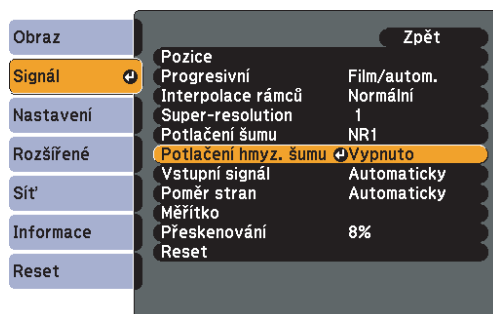 Obraz
Signál
Nastavení
Rozšířené
Síť
Informace
Reset
Zpět
Pozice
Progresivní Film/autom.
Interpolace rámců Normální
Super-resolution 1
Potlačení šumu NR1
Potlačení hmyz. šumu Vypnuto
Vstupní signál Automaticky
Poměr stran Automaticky
Měřítko
Přeskenování 8%
Reset